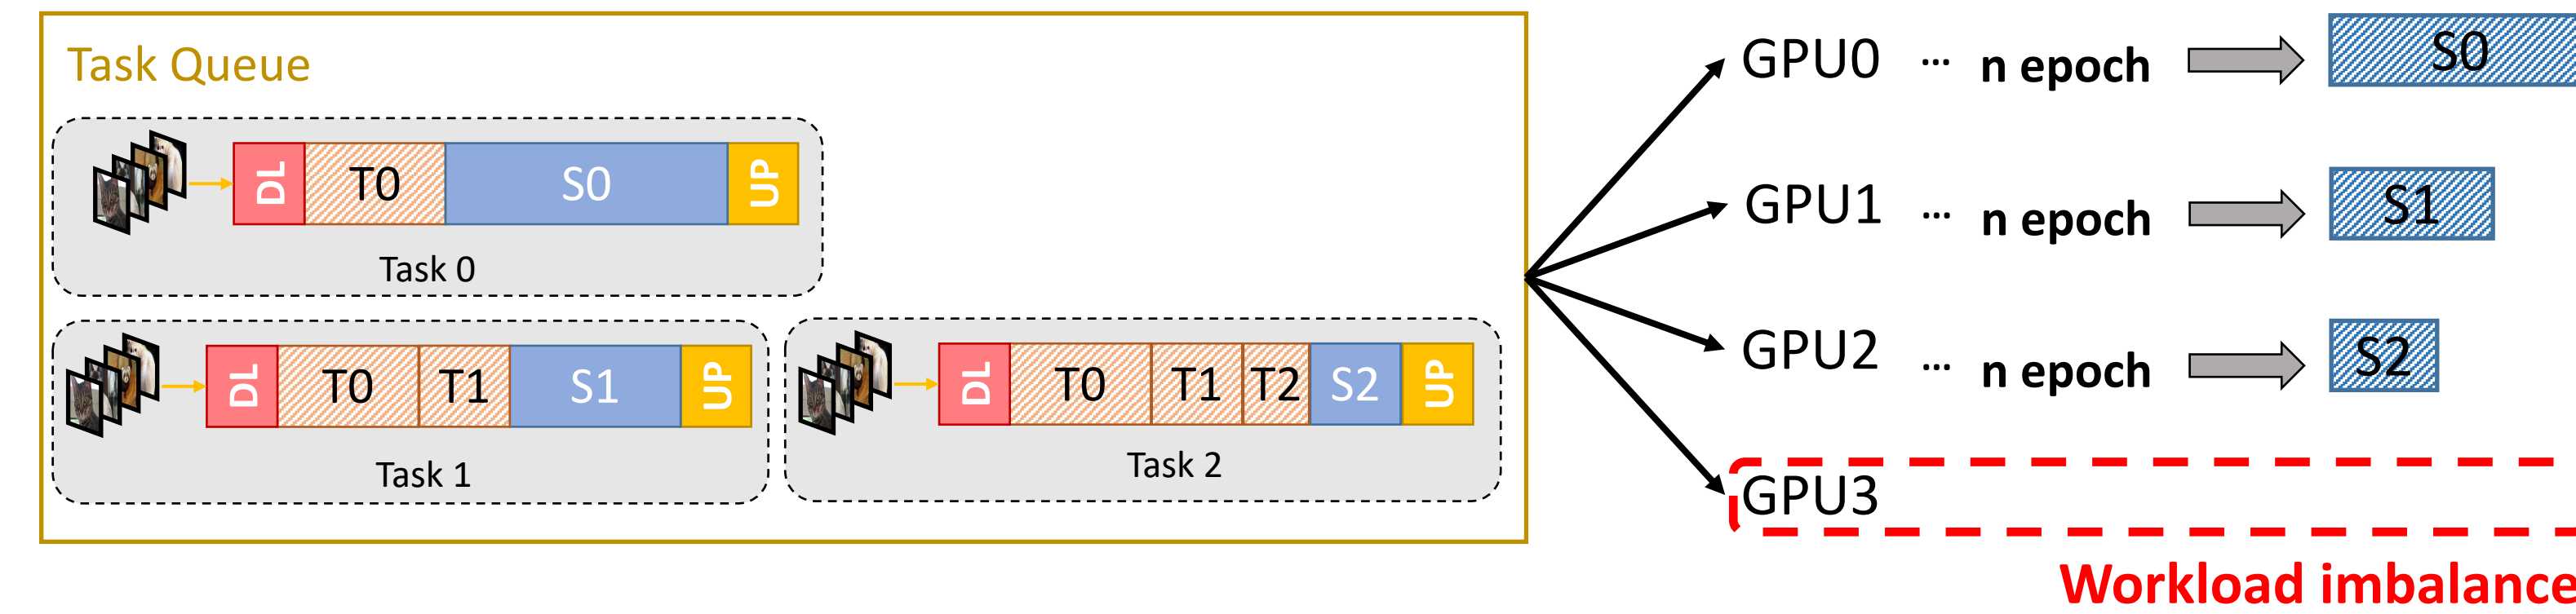 Task Queue
DL T0 S0 UP
Task 0
DL T0 T1 S1 UP
Task 1
DL T0 T1 T2 S2 UP
Task 2
GPU0 ... n epoch S0
GPU1 ... n epoch S1
GPU2 ... n epoch S2
GPU3
Workload imbalance